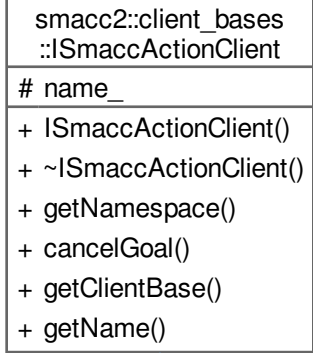 smacc2::client_bases
::ISmaccActionClient
# name_
+ ISmaccActionClient()
+ ~ISmaccActionClient()
+ getNamespace()
+ cancelGoal()
+ getClientBase()
+ getName()